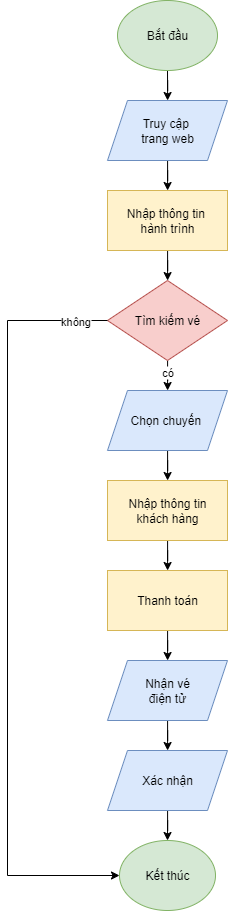 Bắt đầu
Truy cập
trang web
Nhập thông tin
hành trình
Tìm kiếm vé
không
có
Chọn chuyến
Nhập thông tin
khách hàng
Thanh toán
Nhận vé
điện tử
Xác nhận
Kết thúc